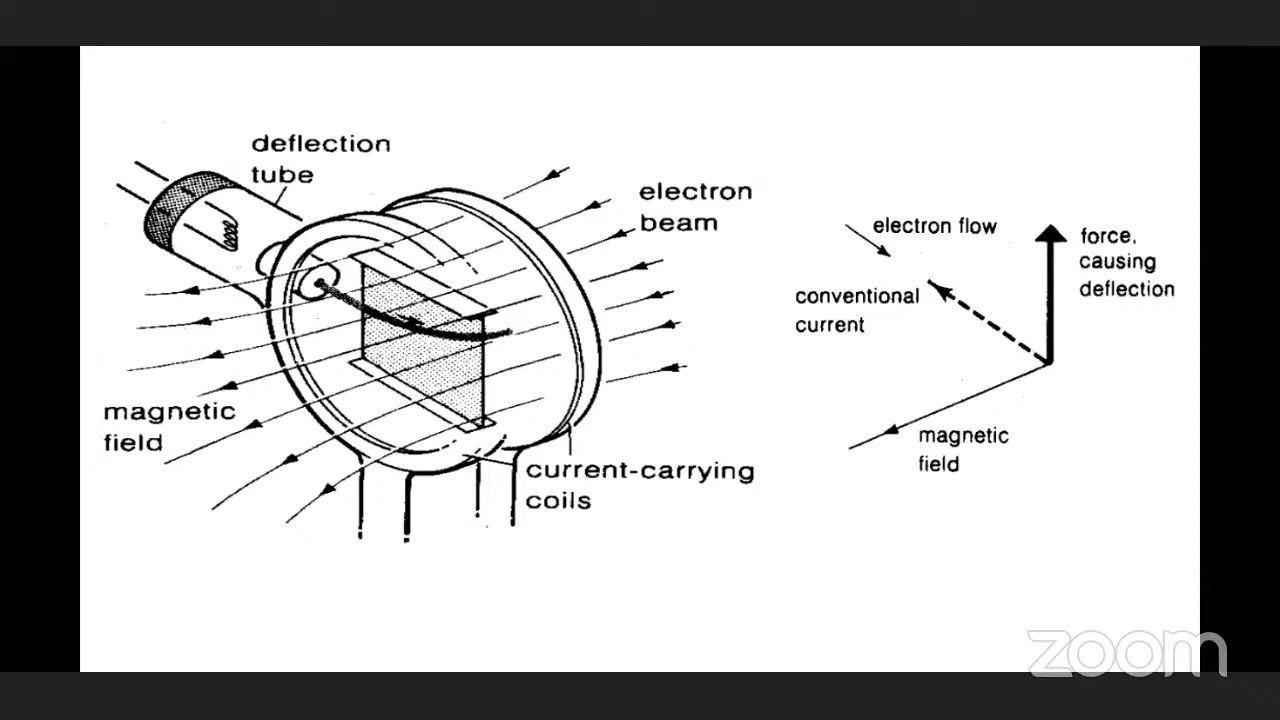 deflection
tube
electron
beam
magnetic
field
current-carrying
coils
electron flow
force,
causing
deflection
conventional
current
magnetic
field
zoom